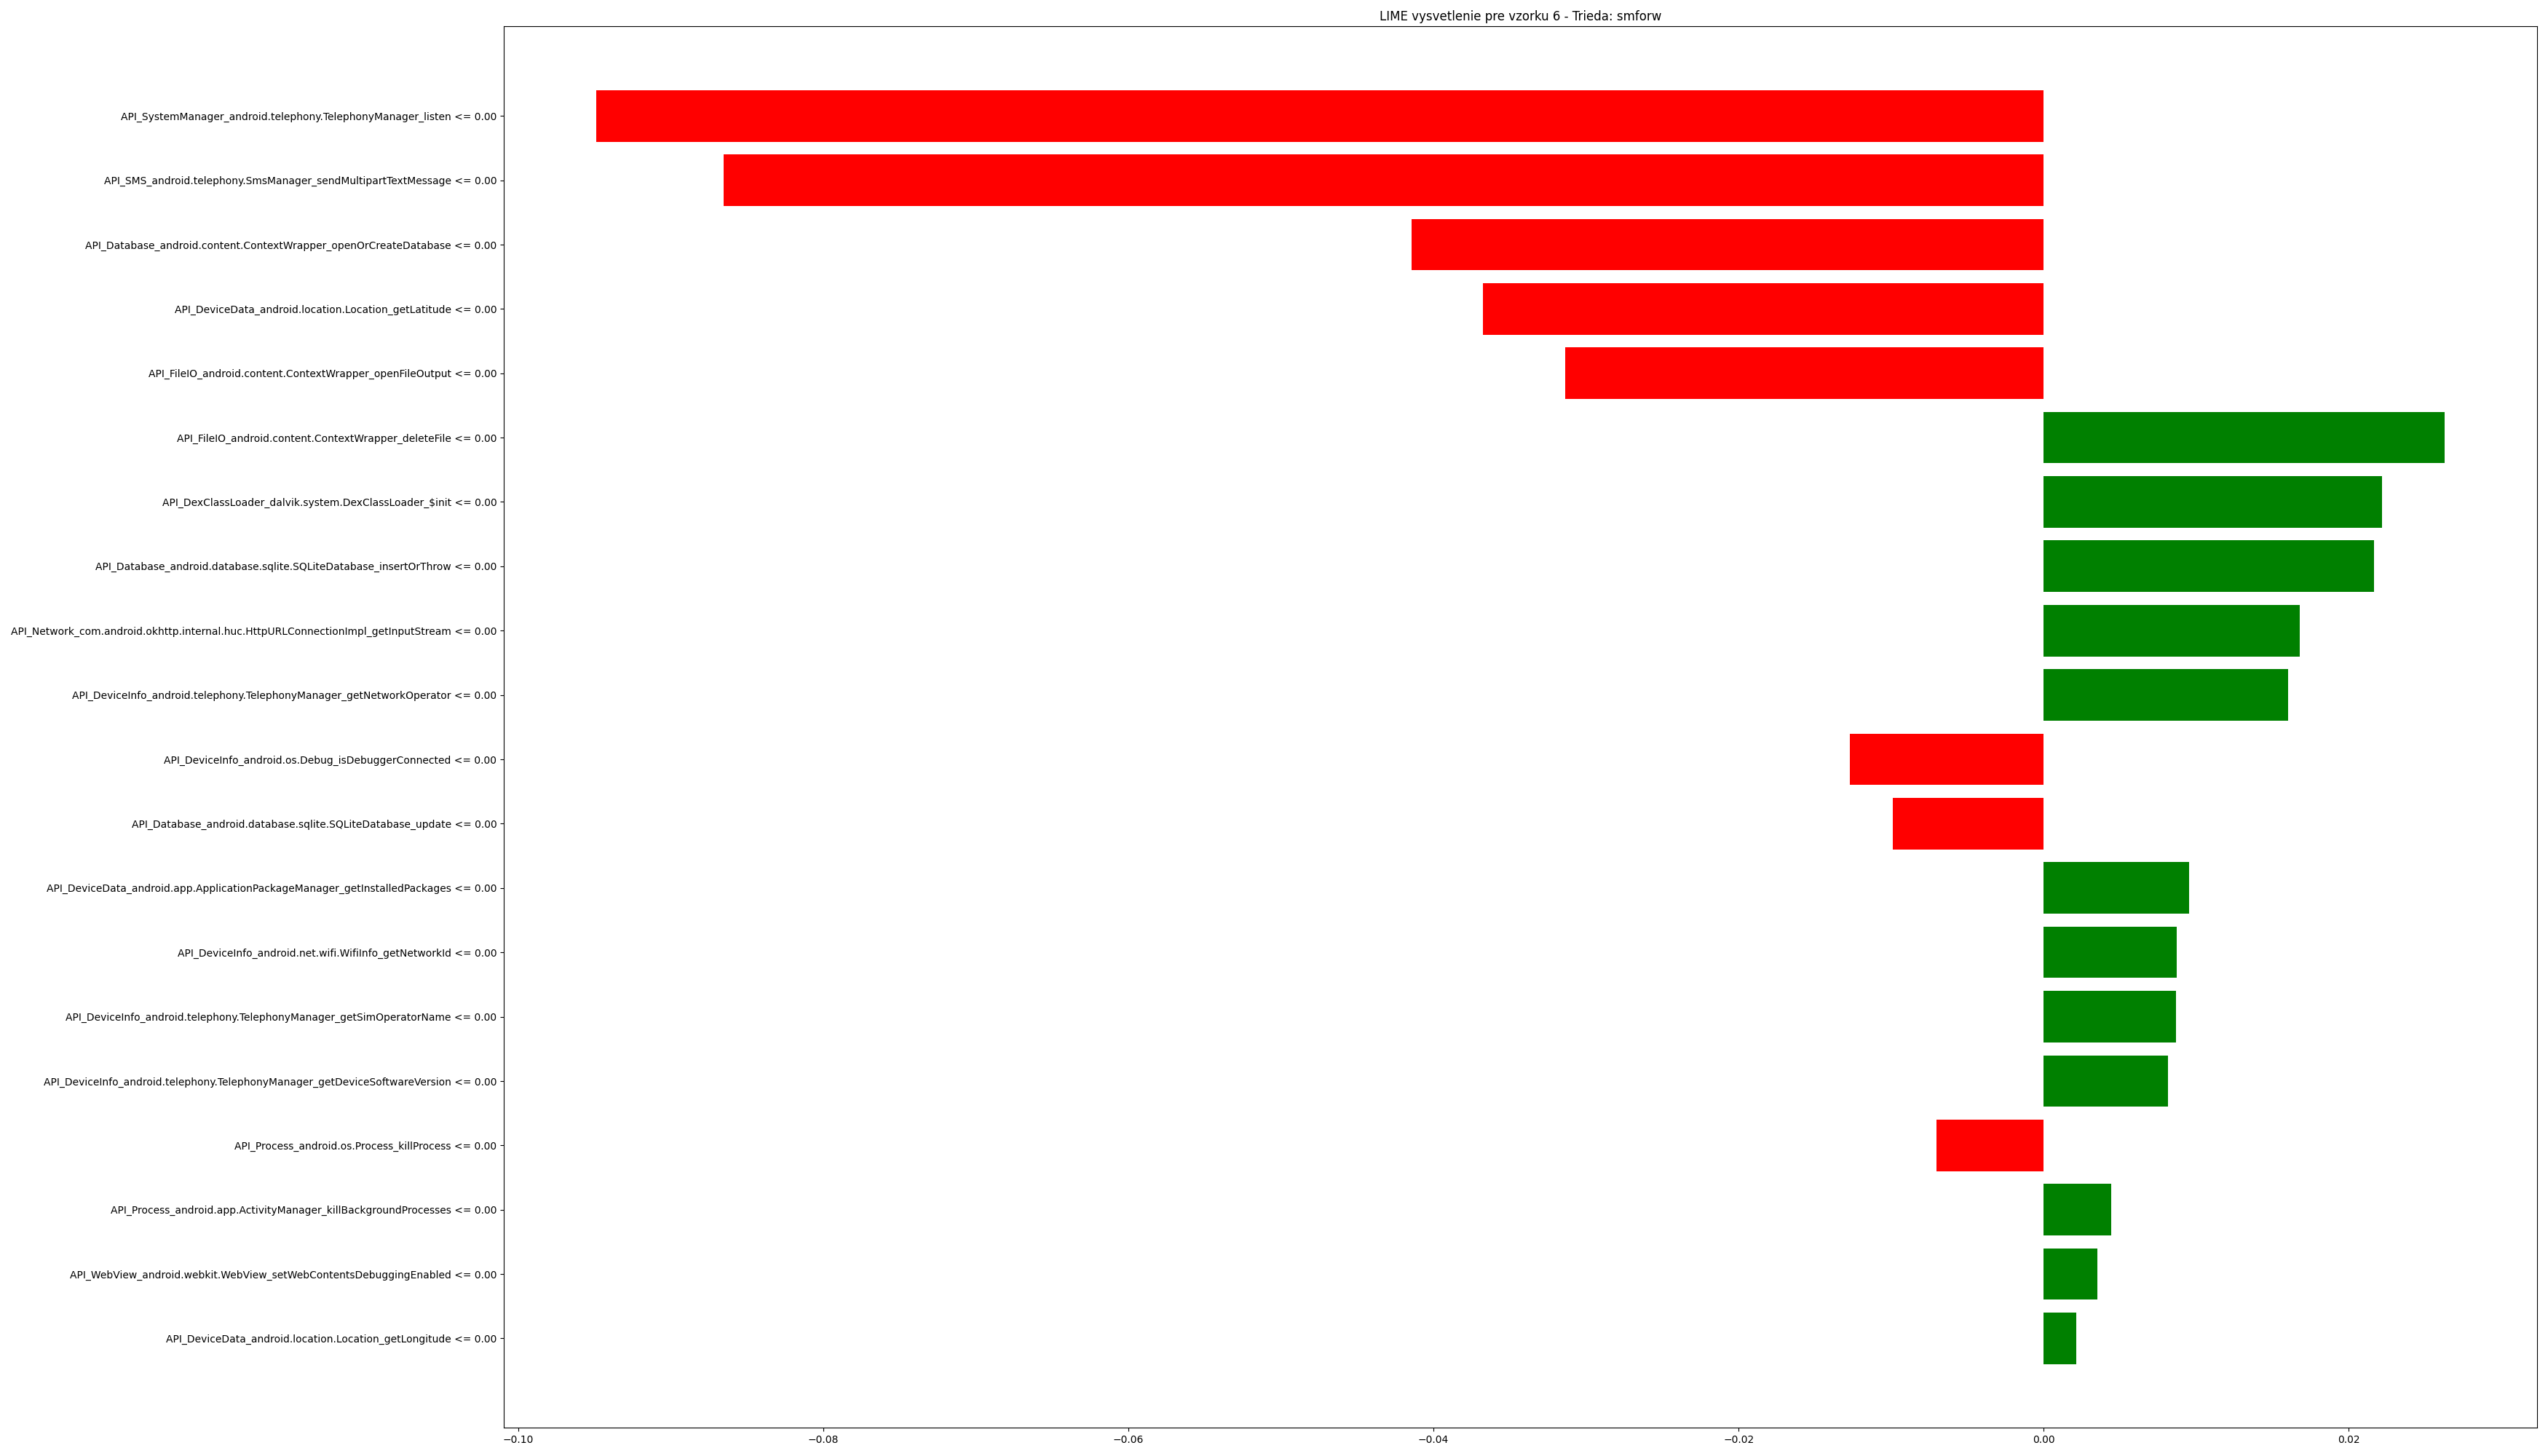 LIME vysvetlenie pre vzorku 6 - Trieda: smforw
API_SystemManager_android.telephony.TelephonyManager_listen <= 0.00
API_SMS_android.telephony.SmsManager_sendMultipartTextMessage <= 0.00
API_Database_android.content.ContextWrapper_openOrCreateDatabase <= 0.00
API_DeviceData_android.location.Location_getLatitude <= 0.00
API_FileIO_android.content.ContextWrapper_openFileOutput <= 0.00
API_FileIO_android.content.ContextWrapper_deleteFile <= 0.00
API_DexClassLoader_dalvik.system.DexClassLoader_$init <= 0.00
API_Database_android.database.sqlite.SQLiteDatabase_insertOrThrow <= 0.00
API_Network_com.android.okhttp.internal.huc.HttpURLConnectionImpl_getInputStream <= 0.00
API_DeviceInfo_android.telephony.TelephonyManager_getNetworkOperator <= 0.00
API_DeviceInfo_android.os.Debug_isDebuggerConnected <= 0.00
API_Database_android.database.sqlite.SQLiteDatabase_update <= 0.00
API_DeviceData_android.app.ApplicationPackageManager_getInstalledPackages <= 0.00
API_DeviceInfo_android.net.wifi.WifiInfo_getNetworkId <= 0.00
API_DeviceInfo_android.telephony.TelephonyManager_getSimOperatorName <= 0.00
API_DeviceInfo_android.telephony.TelephonyManager_getDeviceSoftwareVersion <= 0.00
API_Process_android.os.Process_killProcess <= 0.00
API_Process_android.app.ActivityManager_killBackgroundProcesses <= 0.00
API_WebView_android.webkit.WebView_setWebContentsDebuggingEnabled <= 0.00
API_DeviceData_android.location.Location_getLongitude <= 0.00
−0.10 −0.08 −0.06 −0.04 −0.02 0.00 0.02